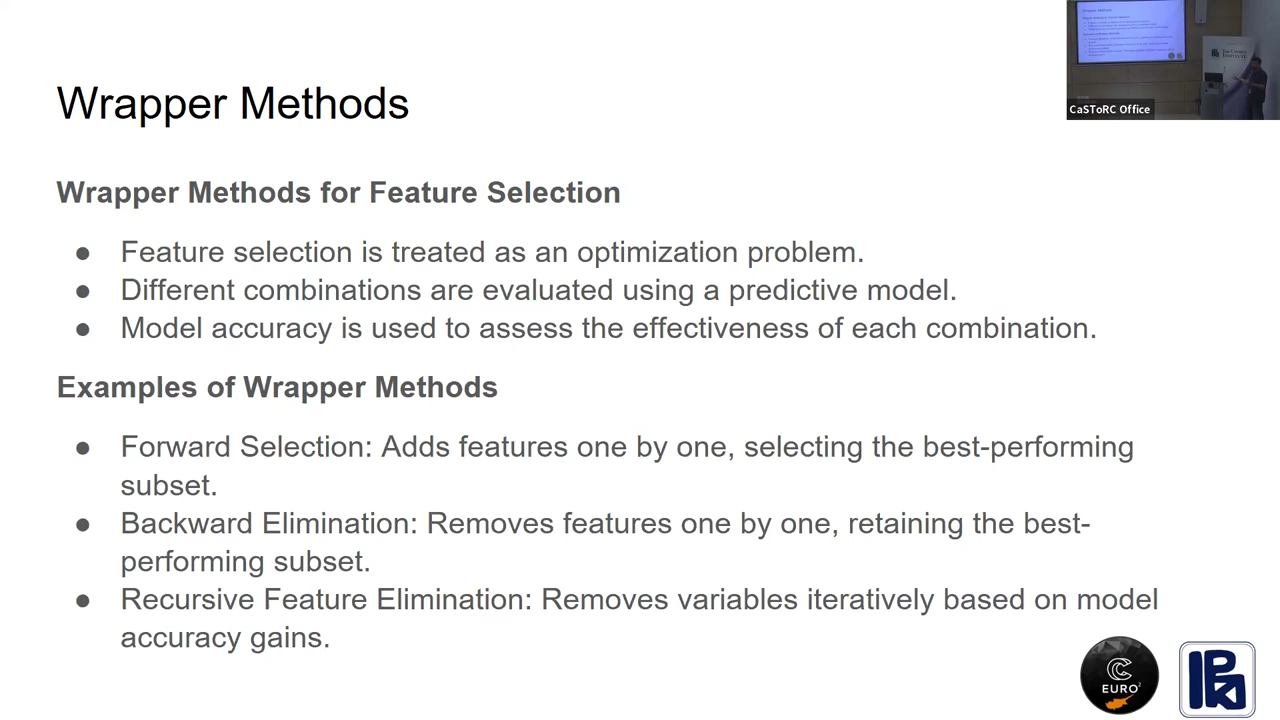 Wrapper Methods
CaSToRC Office
Wrapper Methods for Feature Selection
● Feature selection is treated as an optimization problem.
● Different combinations are evaluated using a predictive model.
● Model accuracy is used to assess the effectiveness of each combination.
Examples of Wrapper Methods
● Forward Selection: Adds features one by one, selecting the best-performing
subset.
● Backward Elimination: Removes features one by one, retaining the best-
performing subset.
● Recursive Feature Elimination: Removes variables iteratively based on model
accuracy gains.
C
EURO²